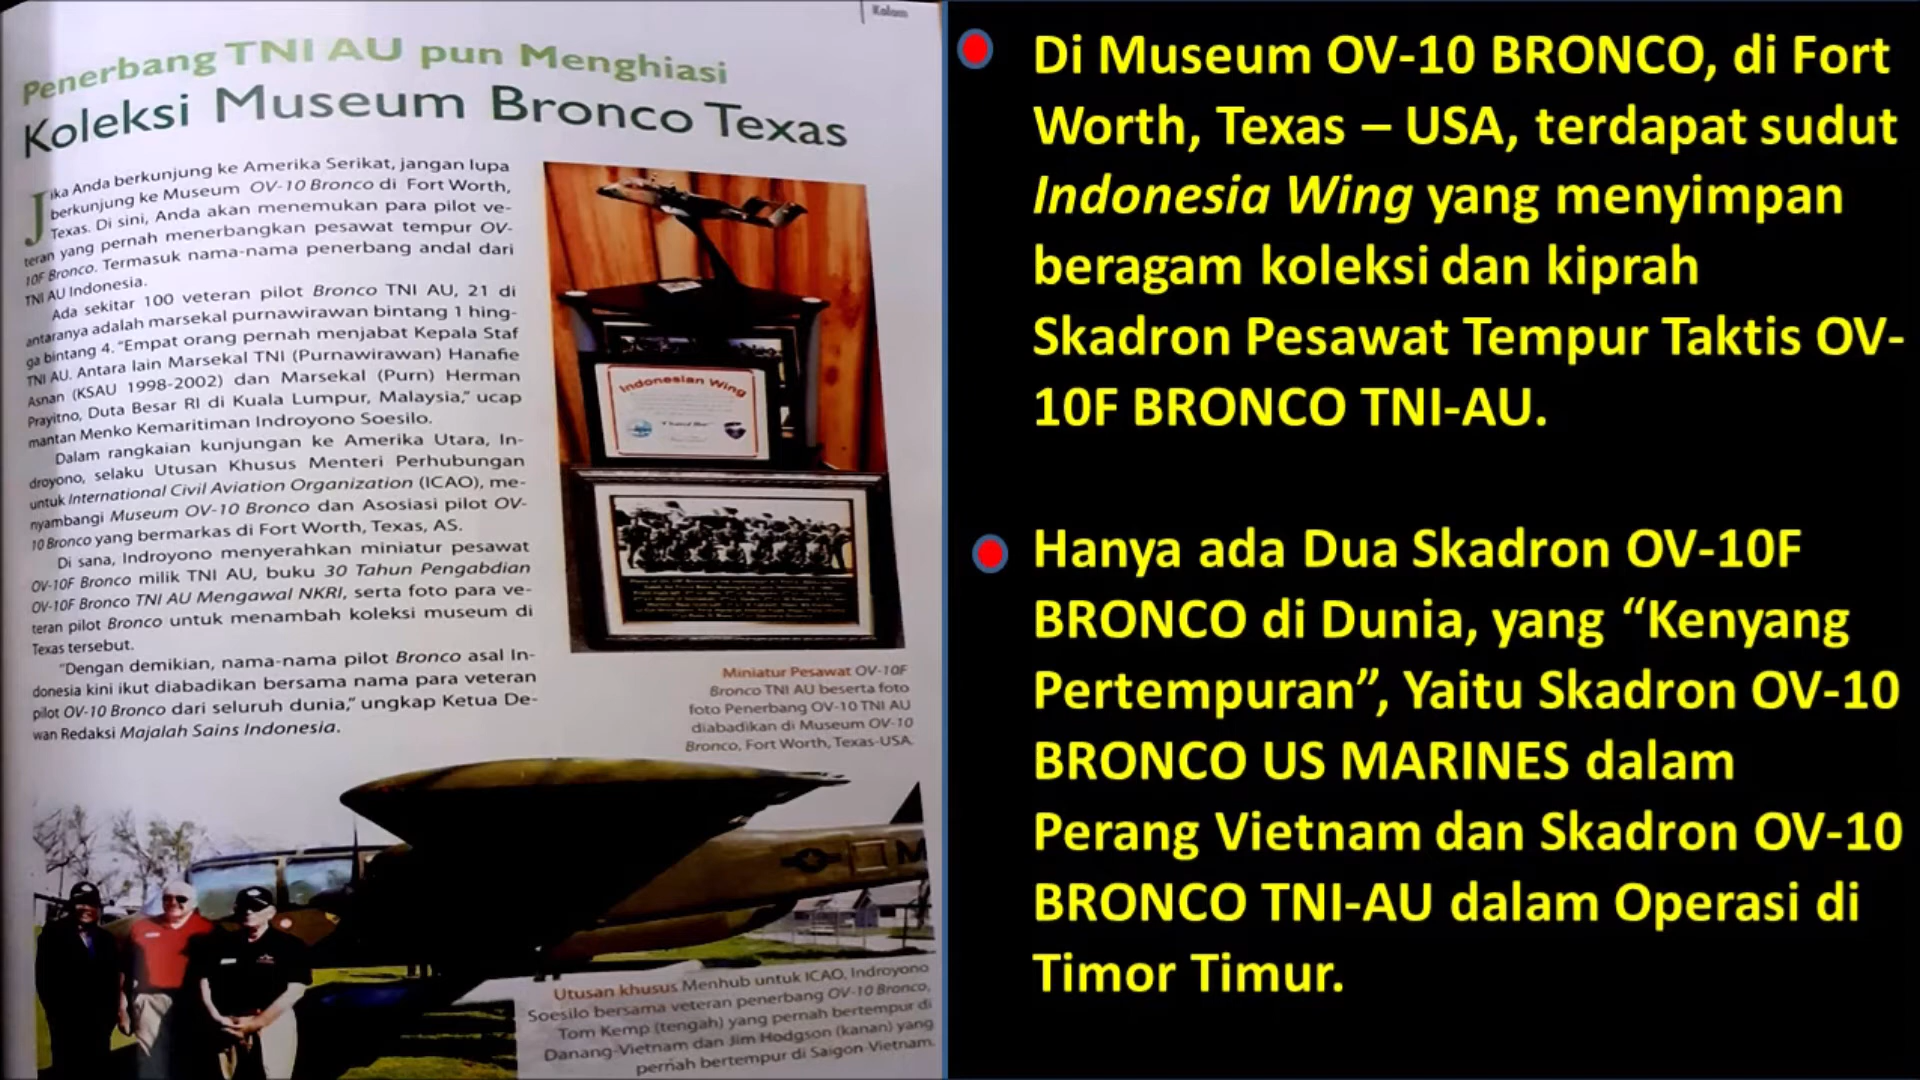 Kolom
Penerbang TNI AU pun Menghiasi
Koleksi Museum Bronco Texas
Jika Anda berkunjung ke Amerika Serikat, jangan lupa
berkunjung ke Museum OV-10 Bronco di Fort Worth,
Texas. Di sini, Anda akan menemukan para pilot ve-
teran yang pernah menerbangkan pesawat tempur OV-
10F Bronco. Termasuk nama-nama penerbang andal dari
TNI AU Indonesia.
Ada sekitar 100 veteran pilot Bronco TNI AU, 21 di
antaranya adalah marsekal purnawirawan bintang 1 hing-
ga bintang 4. "Empat orang pernah menjabat Kepala Staf
TNI AU. Antara lain Marsekal TNI (Purnawirawan) Hanafie
Asnan (KSAU 1998-2002) dan Marsekal (Purn) Herman
Prayitno, Duta Besar RI di Kuala Lumpur, Malaysia," ucap
mantan Menko Kemaritiman Indroyono Soesilo.
Dalam rangkaian kunjungan ke Amerika Utara, In-
droyono, selaku Utusan Khusus Menteri Perhubungan
untuk International Civil Aviation Organization (ICAO), me-
nyambangi Museum OV-10 Bronco dan Asosiasi pilot OV-
10 Bronco yang bermarkas di Fort Worth, Texas, AS.
Di sana, Indroyono menyerahkan miniatur pesawat
OV-10F Bronco milik TNI AU, buku 30 Tahun Pengabdian
OV-10F Bronco TNI AU Mengawal NKRI, serta foto para ve-
teran pilot Bronco untuk menambah koleksi museum di
Texas tersebut.
"Dengan demikian, nama-nama pilot Bronco asal In-
donesia kini ikut diabadikan bersama nama para veteran
pilot OV-10 Bronco dari seluruh dunia," ungkap Ketua De-
wan Redaksi Majalah Sains Indonesia.
Indonesian Wing
Miniatur Pesawat OV-10F
Bronco TNI AU beserta foto
foto Penerbang OV-10 TNI AU
diabadikan di Museum OV-10
Bronco, Fort Worth, Texas-USA.
M
Utusan khusus Menhub untuk ICAO, Indroyono
Soesilo bersama veteran penerbang OV-10 Bronco,
Tom Kemp (tengah) yang pernah bertempur di
Danang-Vietnam dan Jim Hodgson (kanan) yang
pernah bertempur di Saigon-Vietnam.
Di Museum OV-10 BRONCO, di Fort
Worth, Texas – USA, terdapat sudut
Indonesia Wing yang menyimpan
beragam koleksi dan kiprah
Skadron Pesawat Tempur Taktis OV-
10F BRONCO TNI-AU.
Hanya ada Dua Skadron OV-10F
BRONCO di Dunia, yang “Kenyang
Pertempuran”, Yaitu Skadron OV-10
BRONCO US MARINES dalam
Perang Vietnam dan Skadron OV-10
BRONCO TNI-AU dalam Operasi di
Timor Timur.